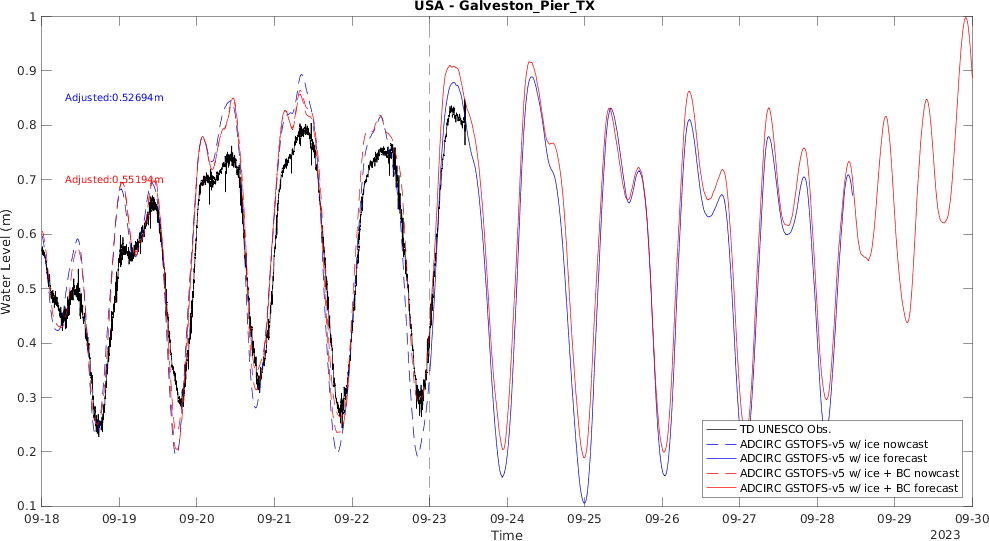 USA - Galveston_Pier_TX
1
0.9
0.8
0.7
0.6
0.5
0.4
0.3
0.2
0.1
Water Level (m)
Adjusted:0.52694m
Adjusted:0.55194m
TD UNESCO Obs.
ADCIRC GSTOFS-v5 w/ ice nowcast
ADCIRC GSTOFS-v5 w/ ice forecast
ADCIRC GSTOFS-v5 w/ ice + BC nowcast
ADCIRC GSTOFS-v5 w/ ice + BC forecast
09-18 09-19 09-20 09-21 09-22 09-23 09-24 09-25 09-26 09-27 09-28 09-29 09-30
Time
2023